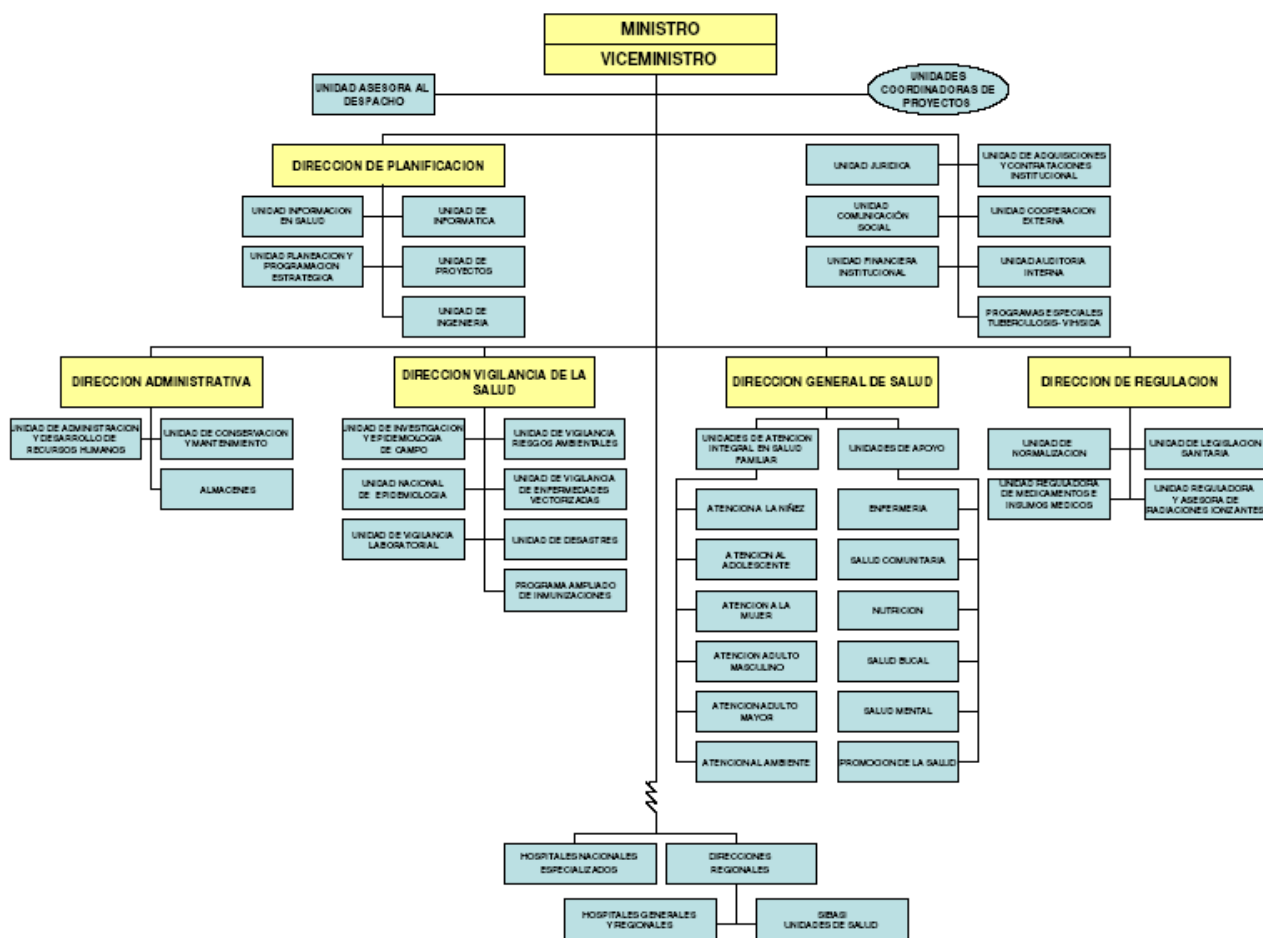 MINISTRO
VICEMINISTRO
UNIDAD ASESORA AL
DESPACHO
UNIDADES
COORDINADORAS DE
PROYECTOS
DIRECCION DE PLANIFICACION
UNIDAD INFORMACION
EN SALUD
UNIDAD DE
INFORMATICA
UNIDAD PLANEACION Y
PROGRAMACION
ESTRATEGICA
UNIDAD DE
PROYECTOS
UNIDAD DE
INGENIERIA
UNIDAD JURIDICA
UNIDAD DE ADQUISICIONES
Y CONTRATACIONES
INSTITUCIONAL
UNIDAD
COMUNICACIÓN
SOCIAL
UNIDAD COOPERACION
EXTERNA
UNIDAD FINANCIERA
INSTITUCIONAL
UNIDAD AUDITORIA
INTERNA
PROGRAMAS ESPECIALES
TUBERCULOSIS- VIH/SIDA
DIRECCION ADMINISTRATIVA
UNIDAD DE ADMINISTRACION
Y DESARROLLO DE
RECURSOS HUMANOS
UNIDAD DE CONSERVACION
Y MANTENIMIENTO
ALMACENES
DIRECCION VIGILANCIA DE LA
SALUD
UNIDAD DE INVESTIGACION
Y EPIDEMIOLOGIA
DE CAMPO
UNIDAD DE VIGILANCIA
RIESGOS AMBIENTALES
UNIDAD NACIONAL
DE EPIDEMIOLOGIA
UNIDAD DE VIGILANCIA
DE ENFERMEDADES
VECTORIZADAS
UNIDAD DE VIGILANCIA
LABORATORIAL
UNIDAD DE DESASTRES
PROGRAMA AMPLIADO
DE INMUNIZACIONES
DIRECCION GENERAL DE SALUD
UNIDADES DE ATENCION
INTEGRAL EN SALUD
FAMILIAR
ATENCION A LA NIÑEZ
ATENCION AL
ADOLESCENTE
ATENCION A LA
MUJER
ATENCION ADULTO
MASCULINO
ATENCION ADULTO
MAYOR
ATENCION AL AMBIENTE
UNIDADES DE APOYO
ENFERMERIA
SALUD COMUNITARIA
NUTRICION
SALUD BUCAL
SALUD MENTAL
PROMOCION DE LA SALUD
DIRECCION DE REGULACION
UNIDAD DE
NORMALIZACION
UNIDAD DE LEGISLACION
SANITARIA
UNIDAD REGULADORA
DE MEDICAMENTOS E
INSUMOS MEDICOS
UNIDAD REGULADORA
Y ASESORA DE
RADIACIONES IONIZANTES
HOSPITALES NACIONALES
ESPECIALIZADOS
DIRECCIONES
REGIONALES
HOSPITALES GENERALES
Y REGIONALES
SIBASI
UNIDADES DE SALUD